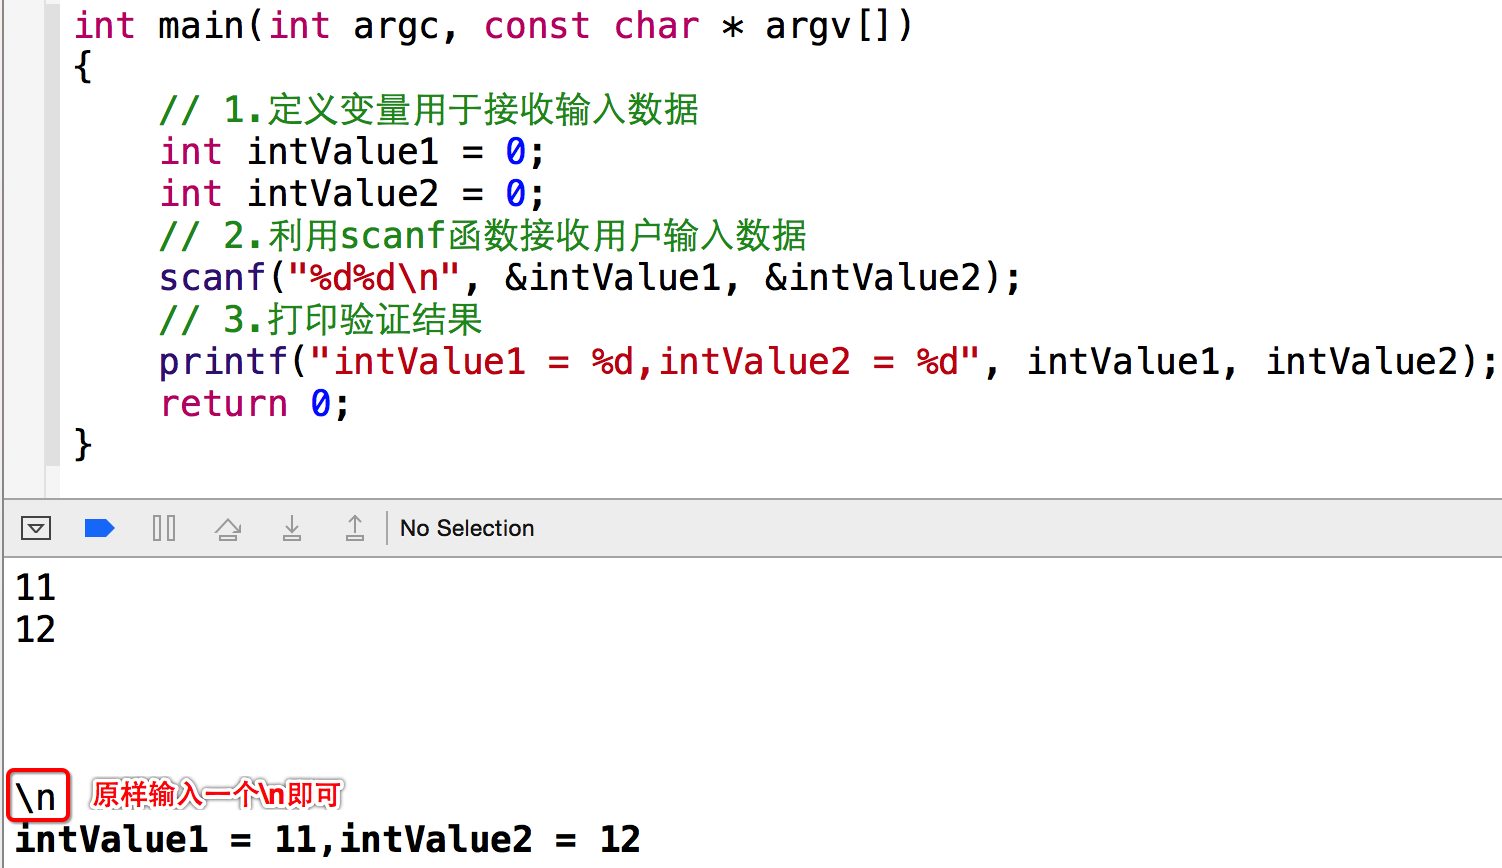 int main(int argc, const char * argv[])
{
    // 1.定义变量用于接收输入数据
    int intValue1 = 0;
    int intValue2 = 0;
    // 2.利用scanf函数接收用户输入数据
    scanf("%d%d\n", &intValue1, &intValue2);
    // 3.打印验证结果
    printf("intValue1 = %d,intValue2 = %d", intValue1, intValue2);
    return 0;
}
No Selection
11
12
\n 原样输入一个\n即可
intValue1 = 11,intValue2 = 12